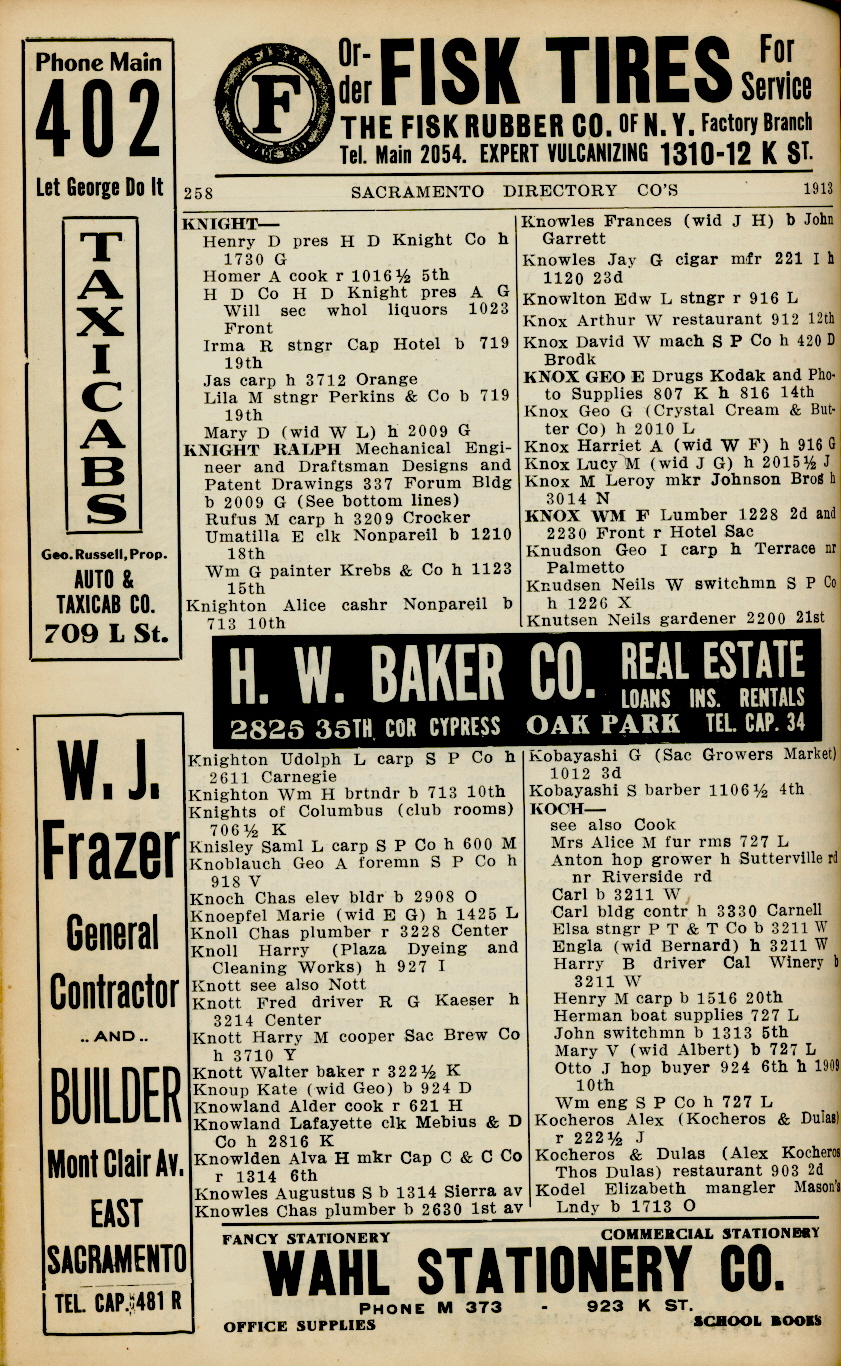 Phone Main
402
Let George Do It
TAXICABS
Geo. Russell, Prop.
AUTO &
TAXICAB CO.
709 L St.
FISK
F
Or-
der
FISK TIRES
For
Service
THE FISK RUBBER CO. OF N. Y. Factory Branch
Tel. Main 2054. EXPERT VULCANIZING 1310-12 K ST.
258 SACRAMENTO DIRECTORY CO'S 1913
KNIGHT—
Henry D pres H D Knight Co h
1730 G
Homer A cook r 1016½ 5th
H D Co H D Knight pres A G
Will sec whol liquors 1023
Front
Irma R stngr Cap Hotel b 719
19th
Jas carp h 3712 Orange
Lila M stngr Perkins & Co b 719
19th
Mary D (wid W L) h 2009 G
KNIGHT RALPH Mechanical Engi-
neer and Draftsman Designs and
Patent Drawings 337 Forum Bldg
b 2009 G (See bottom lines)
Rufus M carp h 3209 Crocker
Umatilla E clk Nonpareil b 1210
18th
Wm G painter Krebs & Co h 1123
15th
Knighton Alice cashr Nonpareil b
713 10th
Knowles Frances (wid J H) b John
Garrett
Knowles Jay G cigar mfr 221 I h
1120 23d
Knowlton Edw L stngr r 916 L
Knox Arthur W restaurant 912 12th
Knox David W mach S P Co h 420 D
Brodk
KNOX GEO E Drugs Kodak and Pho-
to Supplies 807 K h 816 14th
Knox Geo G (Crystal Cream & But-
ter Co) h 2010 L
Knox Harriet A (wid W F) h 916 G
Knox Lucy M (wid J G) h 2015½ J
Knox M Leroy mkr Johnson Bros h
3014 N
KNOX WM F Lumber 1228 2d and
2230 Front r Hotel Sac
Knudson Geo I carp h Terrace nr
Palmetto
Knudsen Neils W switchmn S P Co
h 1226 X
Knutsen Neils gardener 2200 21st
H. W. BAKER CO. REAL ESTATE
LOANS INS. RENTALS
2825 35TH, COR CYPRESS OAK PARK TEL. CAP. 34
W. J.
Frazer
General
Contractor
.. AND ..
BUILDER
Mont Clair Av.
EAST
SACRAMENTO
TEL. CAP. 481 R
Knighton Udolph L carp S P Co h
2611 Carnegie
Knighton Wm H brtndr b 713 10th
Knights of Columbus (club rooms)
706½ K
Knisley Saml L carp S P Co h 600 M
Knoblauch Geo A foremn S P Co h
918 V
Knoch Chas elev bldr b 2908 O
Knoepfel Marie (wid E G) h 1425 L
Knoll Chas plumber r 3228 Center
Knoll Harry (Plaza Dyeing and
Cleaning Works) h 927 I
Knott see also Nott
Knott Fred driver R G Kaeser h
3214 Center
Knott Harry M cooper Sac Brew Co
h 3710 Y
Knott Walter baker r 322½ K
Knoup Kate (wid Geo) b 924 D
Knowland Alder cook r 621 H
Knowland Lafayette clk Mebius & D
Co h 2816 K
Knowlden Alva H mkr Cap C & C Co
r 1314 6th
Knowles Augustus S b 1314 Sierra av
Knowles Chas plumber b 2630 1st av
Kobayashi G (Sac Growers Market)
1012 3d
Kobayashi S barber 1106½ 4th
KOCH—
see also Cook
Mrs Alice M fur rms 727 L
Anton hop grower h Sutterville rd
nr Riverside rd
Carl b 3211 W
Carl bldg contr h 3330 Carnell
Elsa stngr P T & T Co b 3211 W
Engla (wid Bernard) h 3211 W
Harry B driver Cal Winery b
3211 W
Henry M carp b 1516 20th
Herman boat supplies 727 L
John switchmn b 1313 5th
Mary V (wid Albert) b 727 L
Otto J hop buyer 924 6th h 1909
10th
Wm eng S P Co h 727 L
Kocheros Alex (Kocheros & Dulas)
r 222½ J
Kocheros & Dulas (Alex Kocheros
Thos Dulas) restaurant 903 2d
Kodel Elizabeth mangler Mason's
Lndy b 1713 O
FANCY STATIONERY COMMERCIAL STATIONERY
WAHL STATIONERY CO.
PHONE M 373 - 923 K ST.
OFFICE SUPPLIES SCHOOL BOOKS